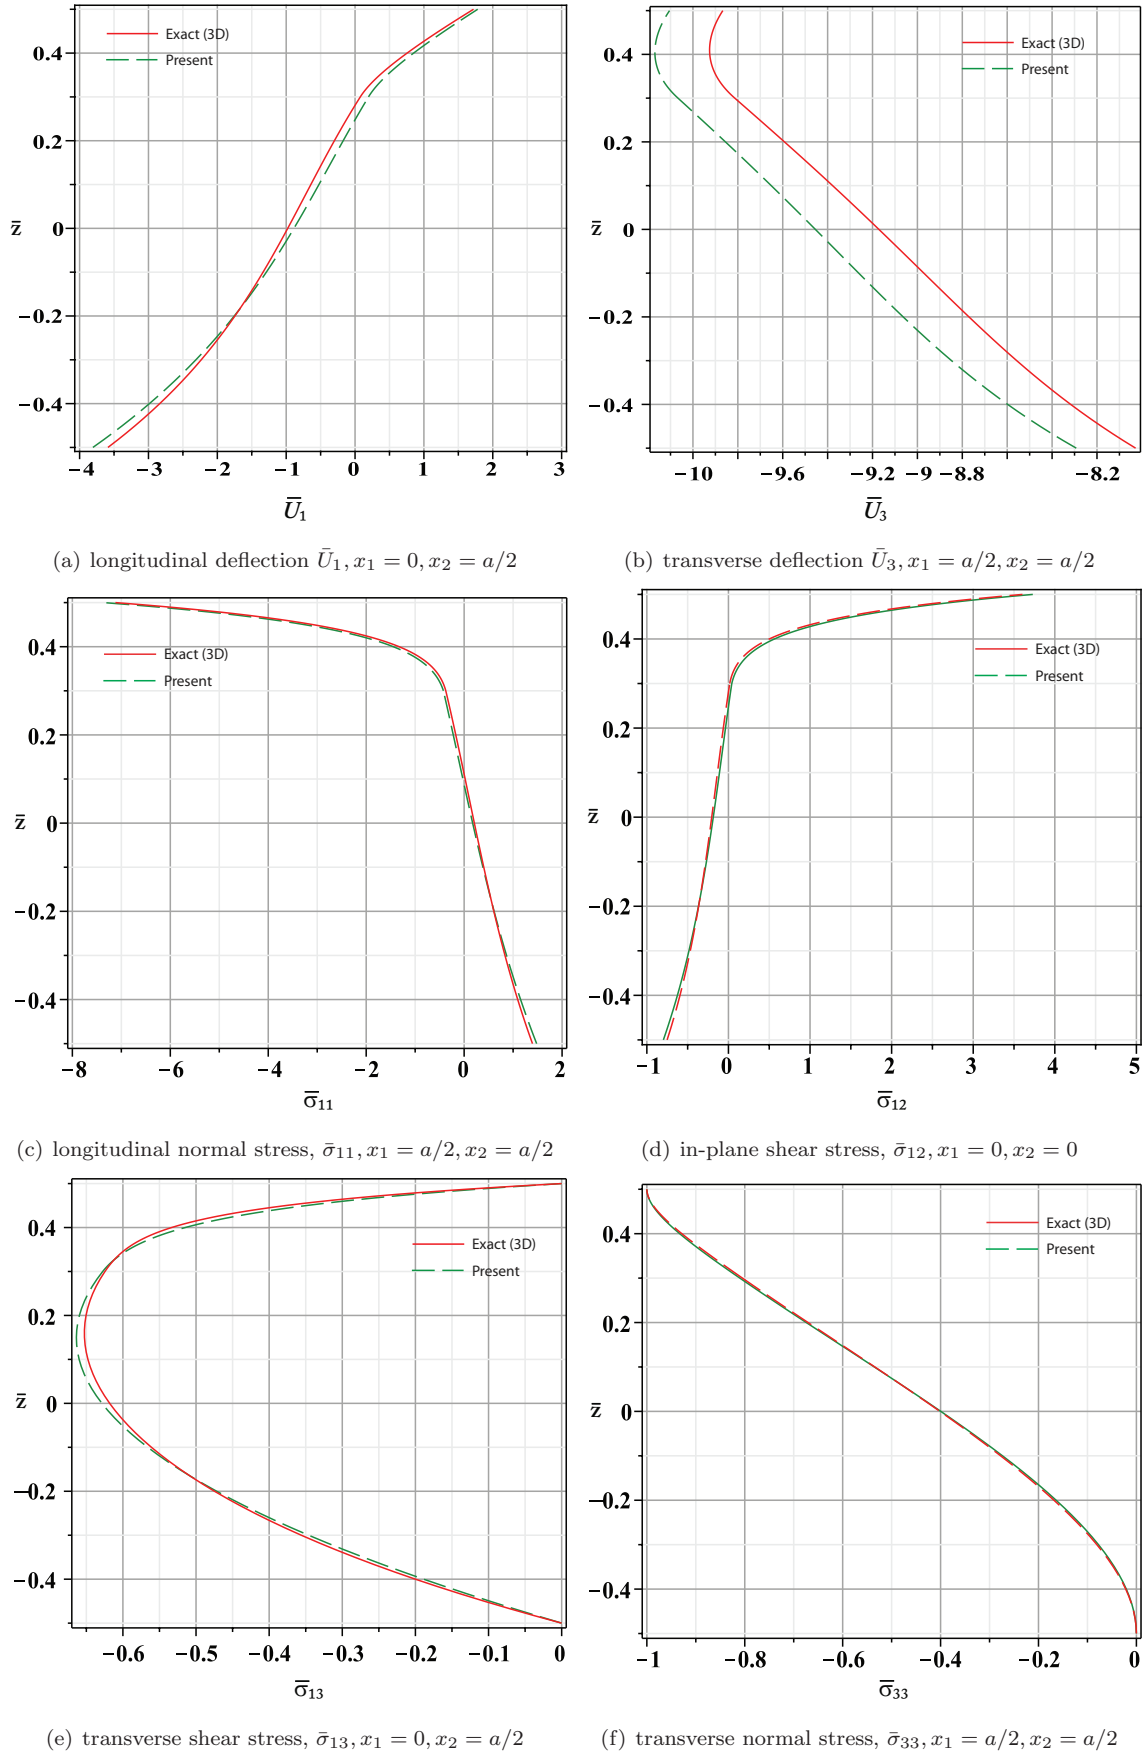 Exact (3D)
Present
0.4
0.2
0
−0.2
−0.4
z̄
−4 −3 −2 −1 0 1 2 3
Ū1
(a) longitudinal deflection Ū1, x1 = 0, x2 = a/2
Exact (3D)
Present
0.4
0.2
0
−0.2
−0.4
z̄
−10 −9.6 −9.2 −9 −8.8 −8.2
Ū3
(b) transverse deflection Ū3, x1 = a/2, x2 = a/2
Exact (3D)
Present
0.4
0.2
0
−0.2
−0.4
z̄
−8 −6 −4 −2 0 2
σ̄11
(c) longitudinal normal stress, σ̄11, x1 = a/2, x2 = a/2
Exact (3D)
Present
0.4
0.2
0
−0.2
−0.4
z̄
−1 0 1 2 3 4 5
σ̄12
(d) in-plane shear stress, σ̄12, x1 = 0, x2 = 0
Exact (3D)
Present
0.4
0.2
0
−0.2
−0.4
z̄
−0.6 −0.5 −0.4 −0.3 −0.2 −0.1 0
σ̄13
(e) transverse shear stress, σ̄13, x1 = 0, x2 = a/2
Exact (3D)
Present
0.4
0.2
0
−0.2
−0.4
z̄
−1 −0.8 −0.6 −0.4 −0.2 0
σ̄33
(f) transverse normal stress, σ̄33, x1 = a/2, x2 = a/2